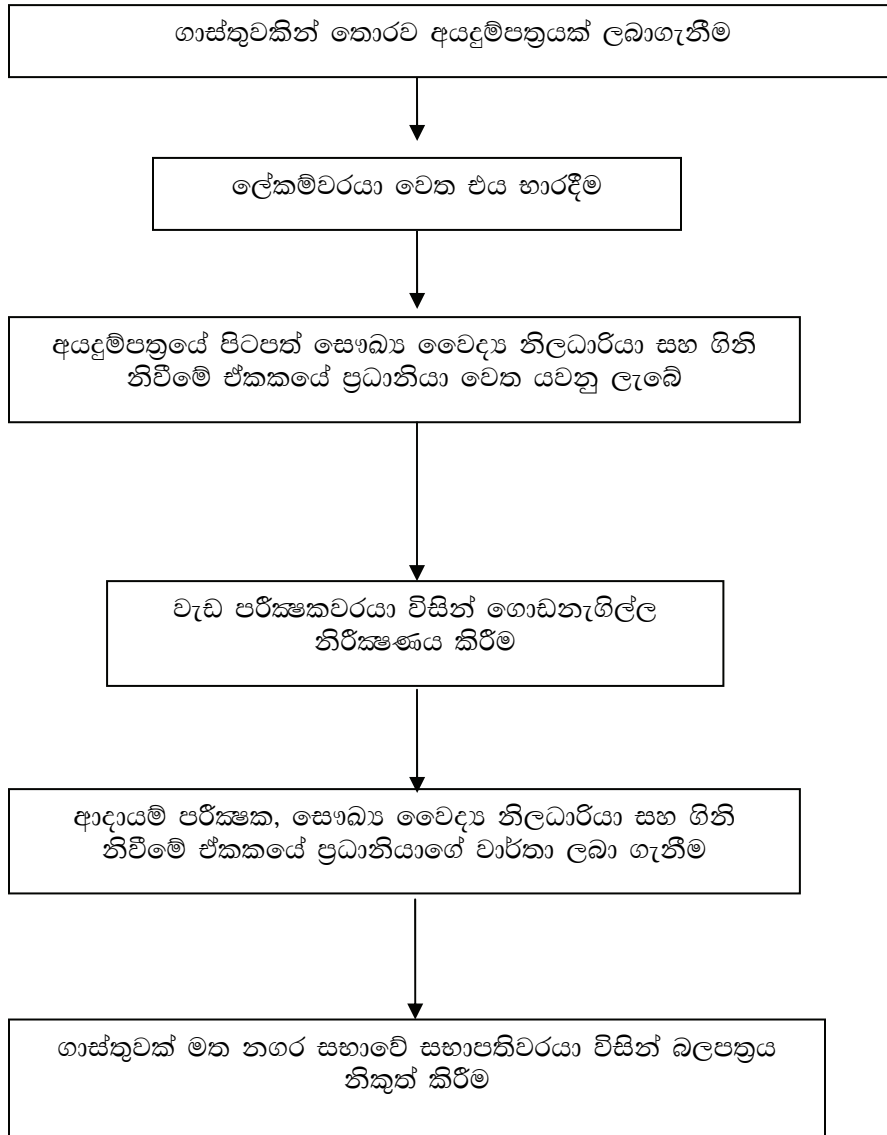 ගාස්තුවකින් තොරව අයදුම්පත්‍රයක් ලබාගැනීම
ලේකම්වරයා වෙත එය භාරදීම
අයදුම්පත්‍රයේ පිටපත් සෞඛ්‍ය වෛද්‍ය නිලධාරියා සහ ගිනි
නිවීමේ ඒකකයේ ප්‍රධානියා වෙත යවනු ලැබේ
වැඩ පරීක්‍ෂකවරයා විසින් ගොඩනැගිල්ල
නිරීක්‍ෂණය කිරීම
ආදායම් පරීක්‍ෂක, සෞඛ්‍ය වෛද්‍ය නිලධාරියා සහ ගිනි
නිවීමේ ඒකකයේ ප්‍රධානියාගේ වාර්තා ලබා ගැනීම
ගාස්තුවක් මත නගර සභාවේ සභාපතිවරයා විසින් බලපත්‍රය
නිකුත් කිරීම